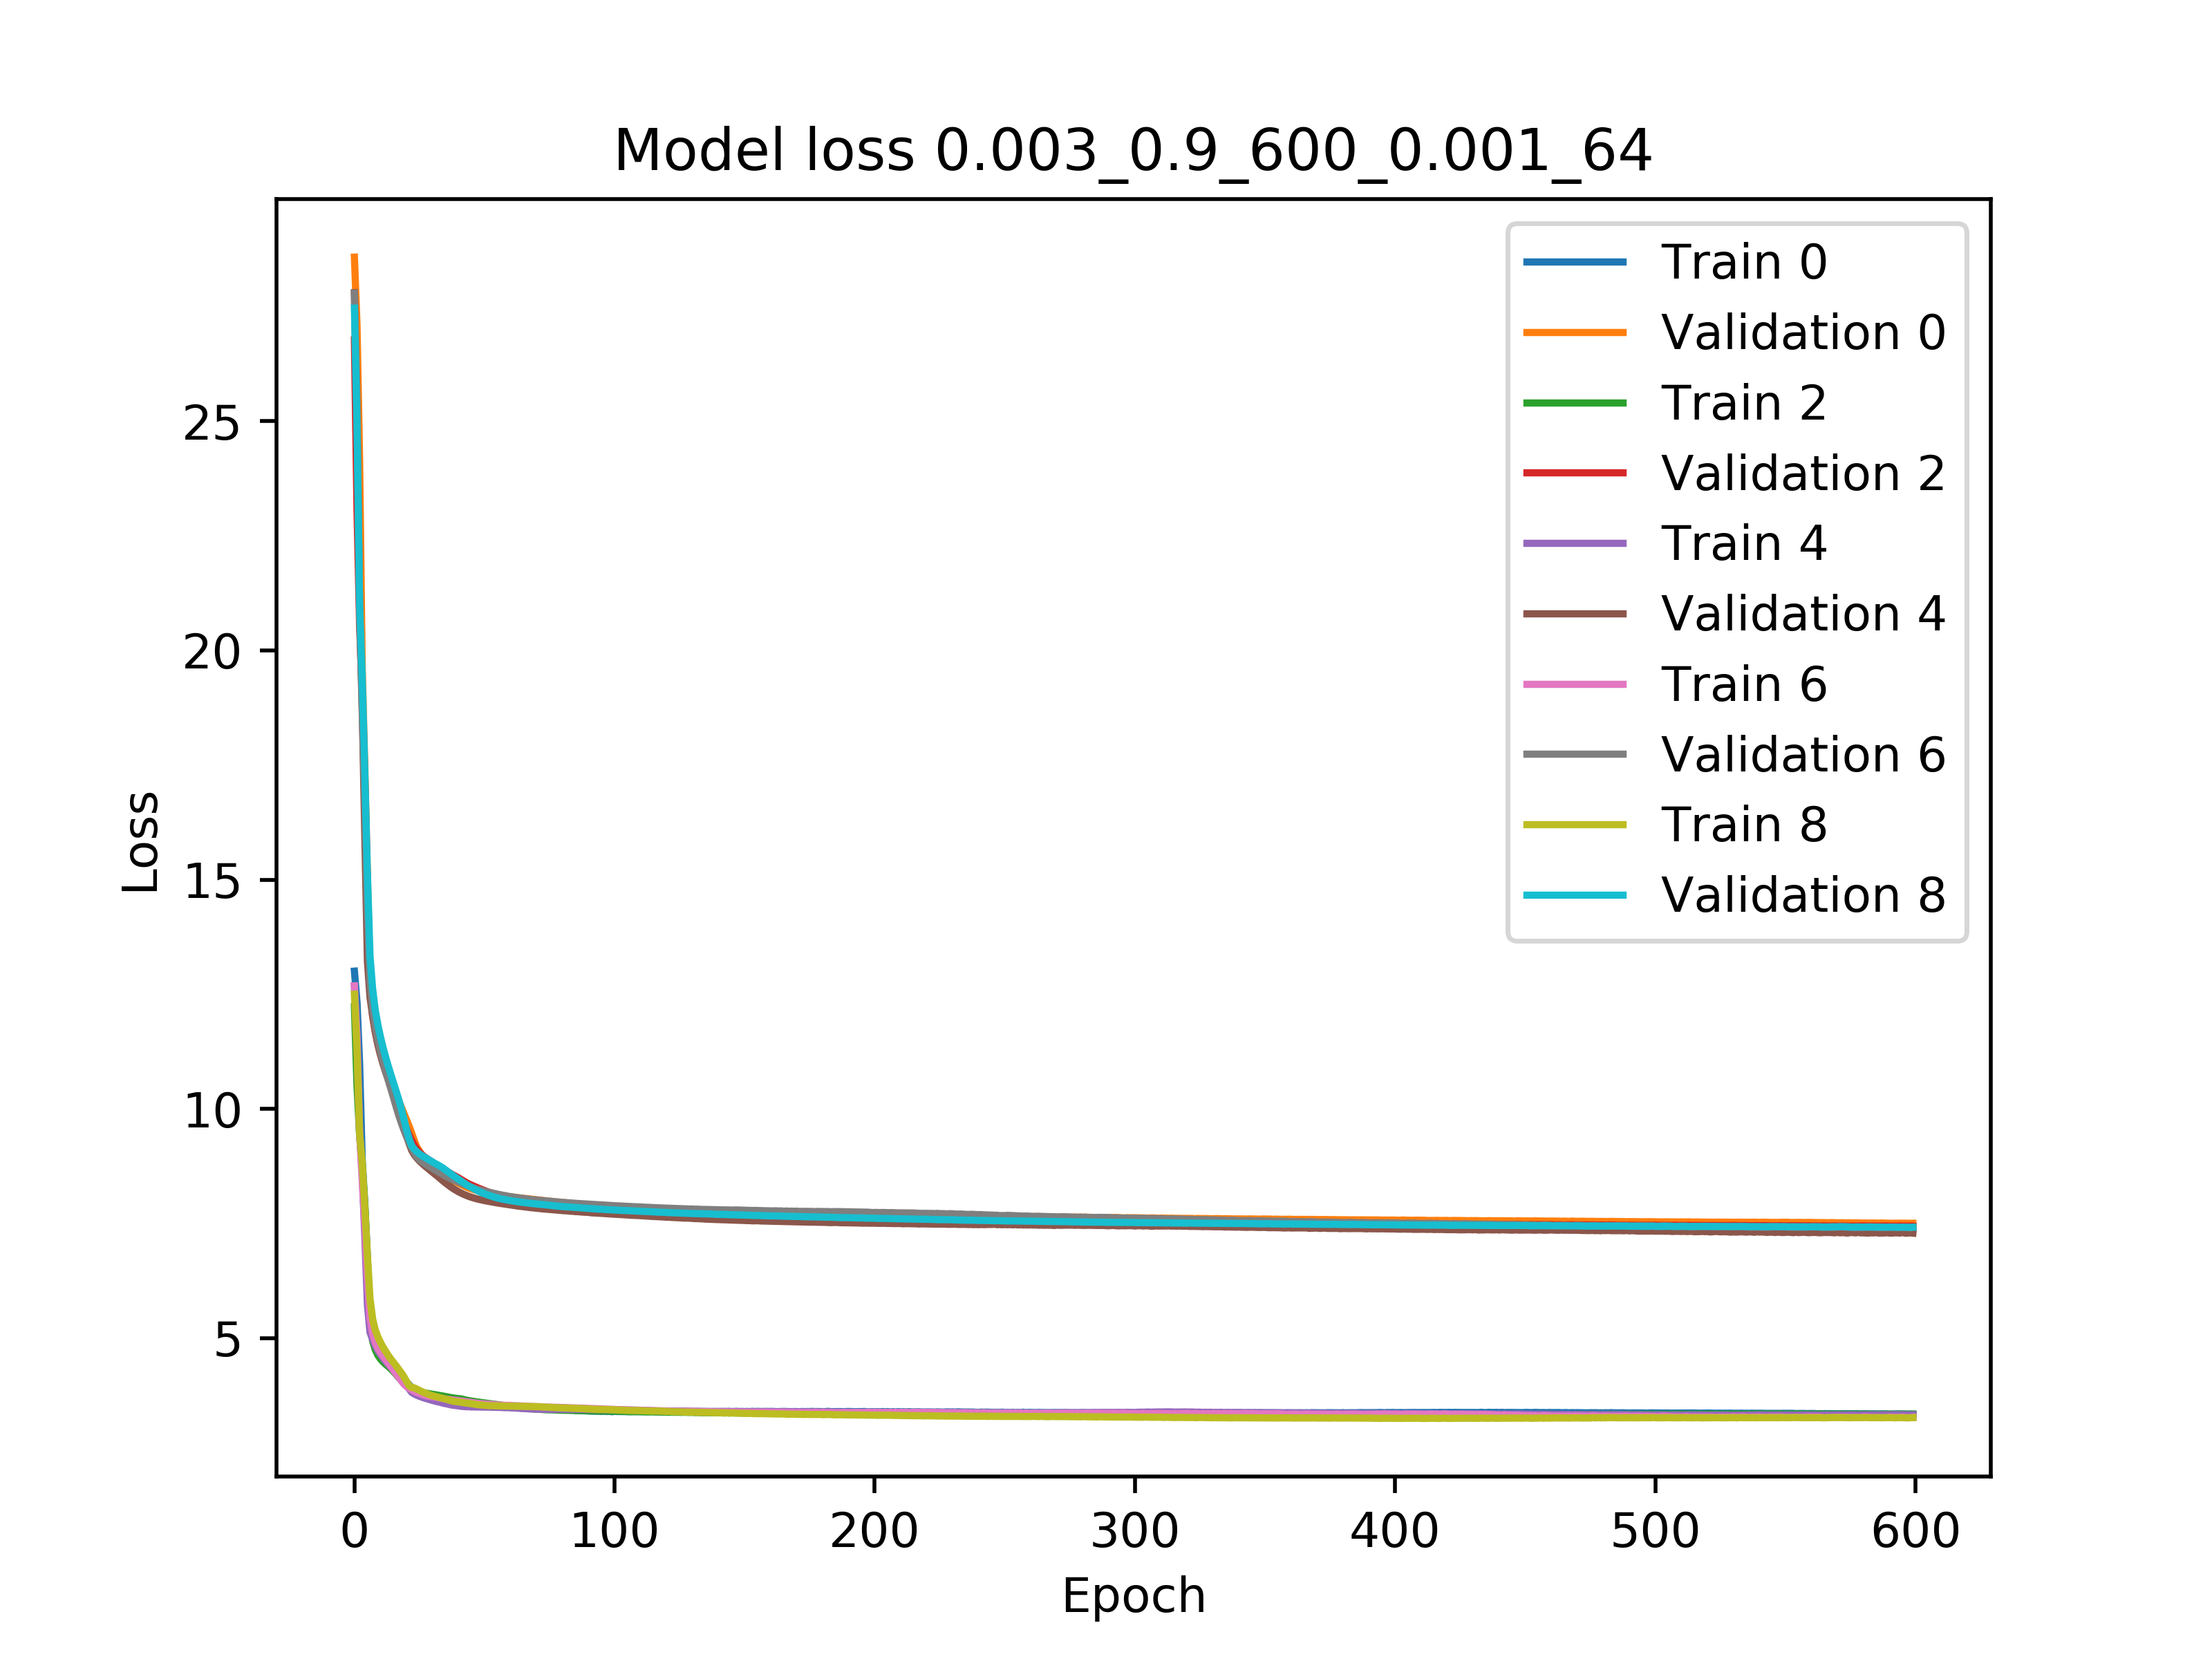 Model loss 0.003_0.9_600_0.001_64
Train 0
Validation 0
Train 2
Validation 2
Train 4
Validation 4
Train 6
Validation 6
Train 8
Validation 8
25
20
15
10
5
Loss
0 100 200 300 400 500 600
Epoch